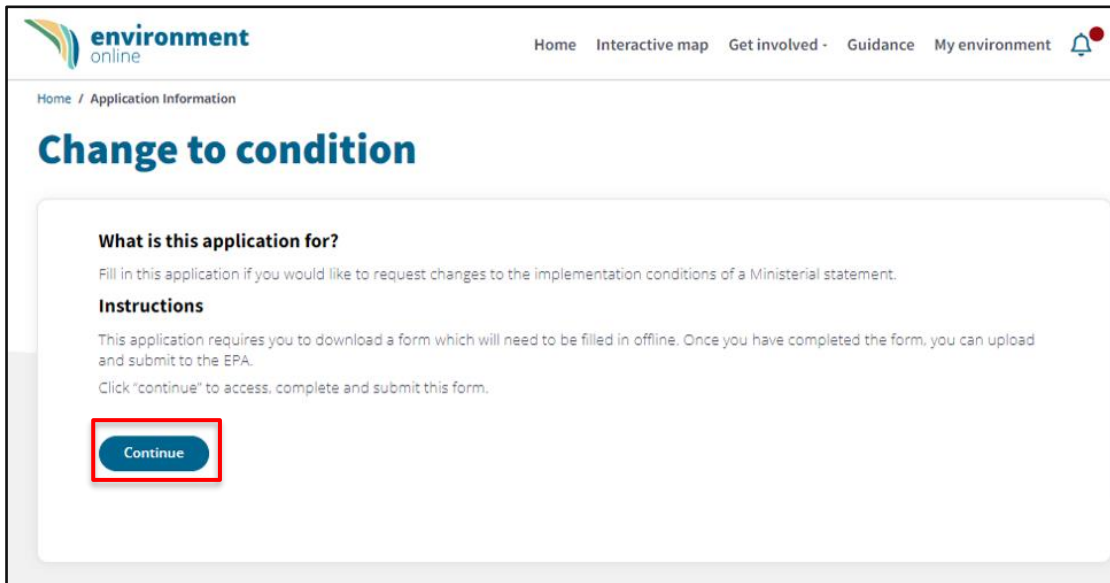 environment
online
Home Interactive map Get involved - Guidance My environment
Home / Application Information
Change to condition
What is this application for?
Fill in this application if you would like to request changes to the implementation conditions of a Ministerial statement.
Instructions
This application requires you to download a form which will need to be filled in offline. Once you have completed the form, you can upload
and submit to the EPA.
Click "continue" to access, complete and submit this form.
Continue